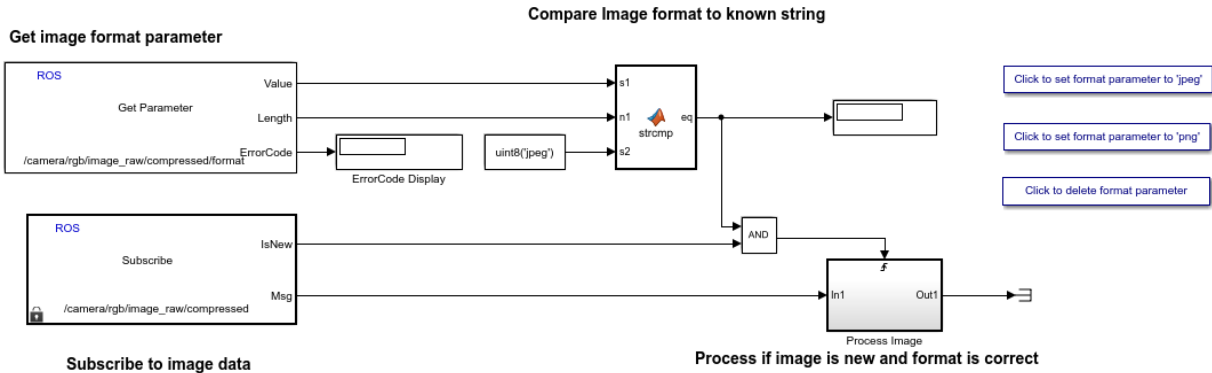 Compare Image format to known string
Get image format parameter
ROS
Get Parameter
/camera/rgb/image_raw/compressed/format
Value
Length
ErrorCode
ErrorCode Display
uint8('jpeg')
s1
n1
s2
strcmp
eq
Click to set format parameter to 'jpeg'
Click to set format parameter to 'png'
Click to delete format parameter
ROS
Subscribe
/camera/rgb/image_raw/compressed
IsNew
Msg
AND
In1
Out1
Process Image
Subscribe to image data
Process if image is new and format is correct